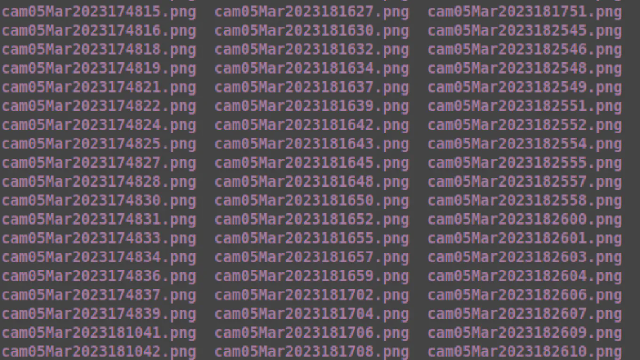 cam05Mar2023174815.png cam05Mar2023181627.png cam05Mar2023181751.png
cam05Mar2023174816.png cam05Mar2023181630.png cam05Mar2023182545.png
cam05Mar2023174818.png cam05Mar2023181632.png cam05Mar2023182546.png
cam05Mar2023174819.png cam05Mar2023181634.png cam05Mar2023182548.png
cam05Mar2023174821.png cam05Mar2023181637.png cam05Mar2023182549.png
cam05Mar2023174822.png cam05Mar2023181639.png cam05Mar2023182551.png
cam05Mar2023174824.png cam05Mar2023181642.png cam05Mar2023182552.png
cam05Mar2023174825.png cam05Mar2023181643.png cam05Mar2023182554.png
cam05Mar2023174827.png cam05Mar2023181645.png cam05Mar2023182555.png
cam05Mar2023174828.png cam05Mar2023181648.png cam05Mar2023182557.png
cam05Mar2023174830.png cam05Mar2023181650.png cam05Mar2023182558.png
cam05Mar2023174831.png cam05Mar2023181652.png cam05Mar2023182600.png
cam05Mar2023174833.png cam05Mar2023181655.png cam05Mar2023182601.png
cam05Mar2023174834.png cam05Mar2023181657.png cam05Mar2023182603.png
cam05Mar2023174836.png cam05Mar2023181659.png cam05Mar2023182604.png
cam05Mar2023174837.png cam05Mar2023181702.png cam05Mar2023182606.png
cam05Mar2023174839.png cam05Mar2023181704.png cam05Mar2023182607.png
cam05Mar2023181041.png cam05Mar2023181706.png cam05Mar2023182609.png
cam05Mar2023181042.png cam05Mar2023181708.png cam05Mar2023182610.png